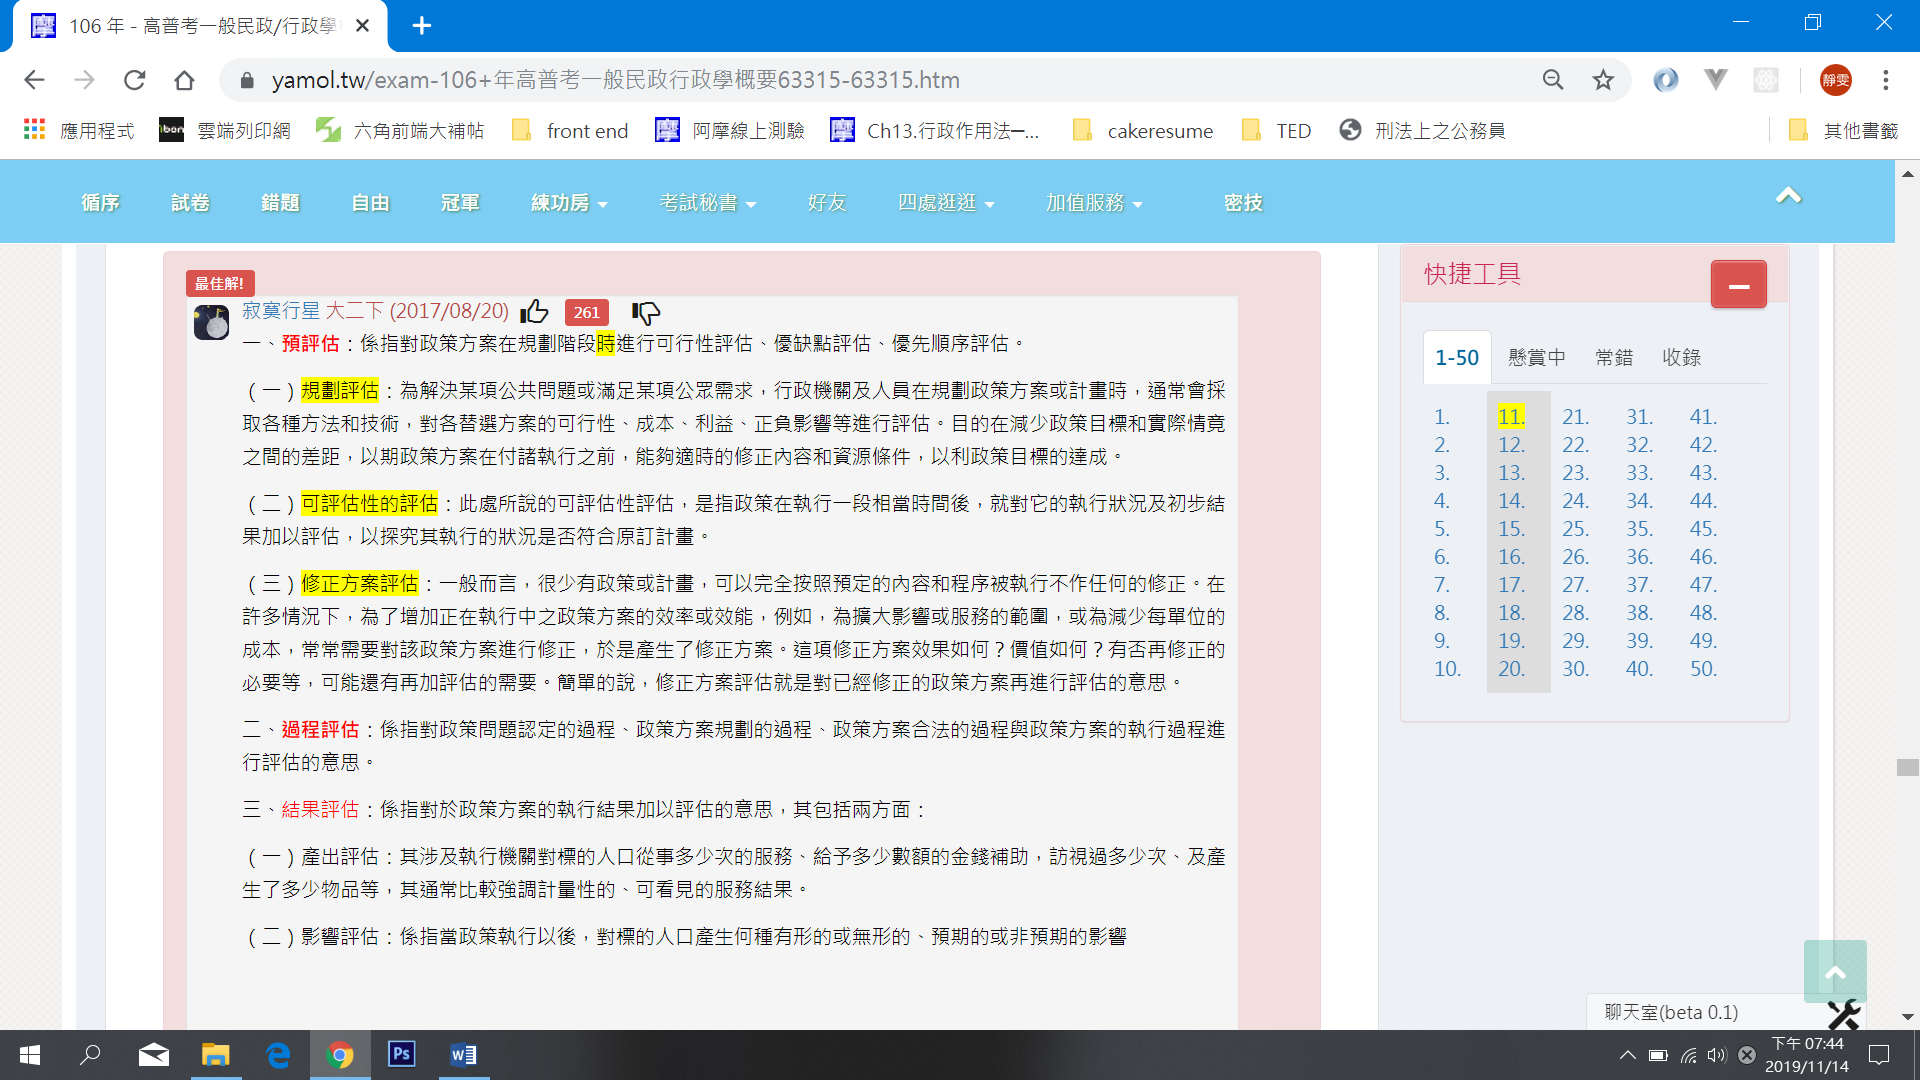 106 年 - 高普考一般民政/行政學
yamol.tw/exam-106+年高普考一般民政行政學概要63315-63315.htm
靜雯
應用程式 ibon 雲端列印網 六角前端大補帖 front end 阿摩線上測驗 Ch13.行政作用法─... cakeresume TED 刑法上之公務員 其他書籤
循序 試卷 錯題 自由 冠軍 練功房 考試秘書 好友 四處逛逛 加值服務 密技
最佳解!
寂寞行星 大二下 (2017/08/20) 261
一、預評估：係指對政策方案在規劃階段時進行可行性評估、優缺點評估、優先順序評估。
（一）規劃評估：為解決某項公共問題或滿足某項公眾需求，行政機關及人員在規劃政策方案或計畫時，通常會採
取各種方法和技術，對各替選方案的可行性、成本、利益、正負影響等進行評估。目的在減少政策目標和實際情竟
之間的差距，以期政策方案在付諸執行之前，能夠適時的修正內容和資源條件，以利政策目標的達成。
（二）可評估性的評估：此處所說的可評估性評估，是指政策在執行一段相當時間後，就對它的執行狀況及初步結
果加以評估，以探究其執行的狀況是否符合原訂計畫。
（三）修正方案評估：一般而言，很少有政策或計畫，可以完全按照預定的內容和程序被執行不作任何的修正。在
許多情況下，為了增加正在執行中之政策方案的效率或效能，例如，為擴大影響或服務的範圍，或為減少每單位的
成本，常常需要對該政策方案進行修正，於是產生了修正方案。這項修正方案效果如何？價值如何？有否再修正的
必要等，可能還有再加評估的需要。簡單的說，修正方案評估就是對已經修正的政策方案再進行評估的意思。
二、過程評估：係指對政策問題認定的過程、政策方案規劃的過程、政策方案合法的過程與政策方案的執行過程進
行評估的意思。
三、結果評估：係指對於政策方案的執行結果加以評估的意思，其包括兩方面：
（一）產出評估：其涉及執行機關對標的人口從事多少次的服務、給予多少數額的金錢補助，訪視過多少次、及產
生了多少物品等，其通常比較強調計量性的、可看見的服務結果。
（二）影響評估：係指當政策執行以後，對標的人口產生何種有形的或無形的、預期的或非預期的影響
快捷工具
1-50 懸賞中 常錯 收錄
1. 11. 21. 31. 41.
2. 12. 22. 32. 42.
3. 13. 23. 33. 43.
4. 14. 24. 34. 44.
5. 15. 25. 35. 45.
6. 16. 26. 36. 46.
7. 17. 27. 37. 47.
8. 18. 28. 38. 48.
9. 19. 29. 39. 49.
10. 20. 30. 40. 50.
聊天室(beta 0.1)
Ps
下午 07:44
2019/11/14